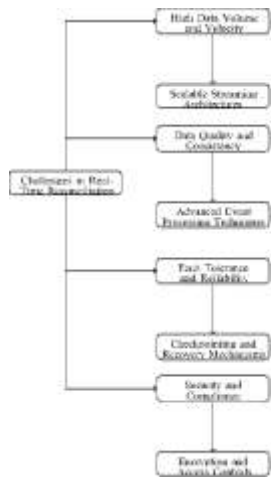 High Data Volume
and Velocity
Scalable Streaming
Architectures
Data Quality and
Consistency
Challenges in Real-
Time Reconciliation
Advanced Event
Processing Techniques
Fault Tolerance
and Reliability
Checkpointing and
Recovery Mechanisms
Security and
Compliance
Encryption and
Access Controls